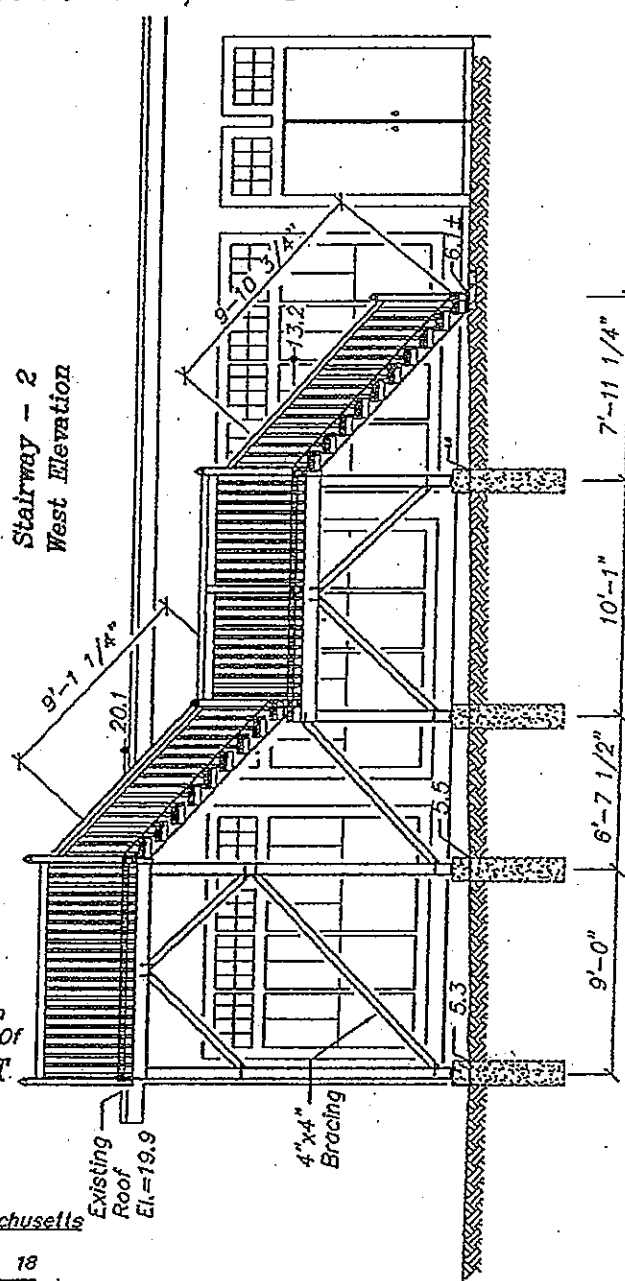 Stairway - 2
West Elevation
9'-10 3/4"
13.2
6.1±
9'-1 1/4"
20.1
7'-11 1/4"
10'-1"
6'-7 1/2"
9'-0"
5.5
5.3
4"x4"
Bracing
Existing
Roof
El.=19.9
Of
chusetts
18